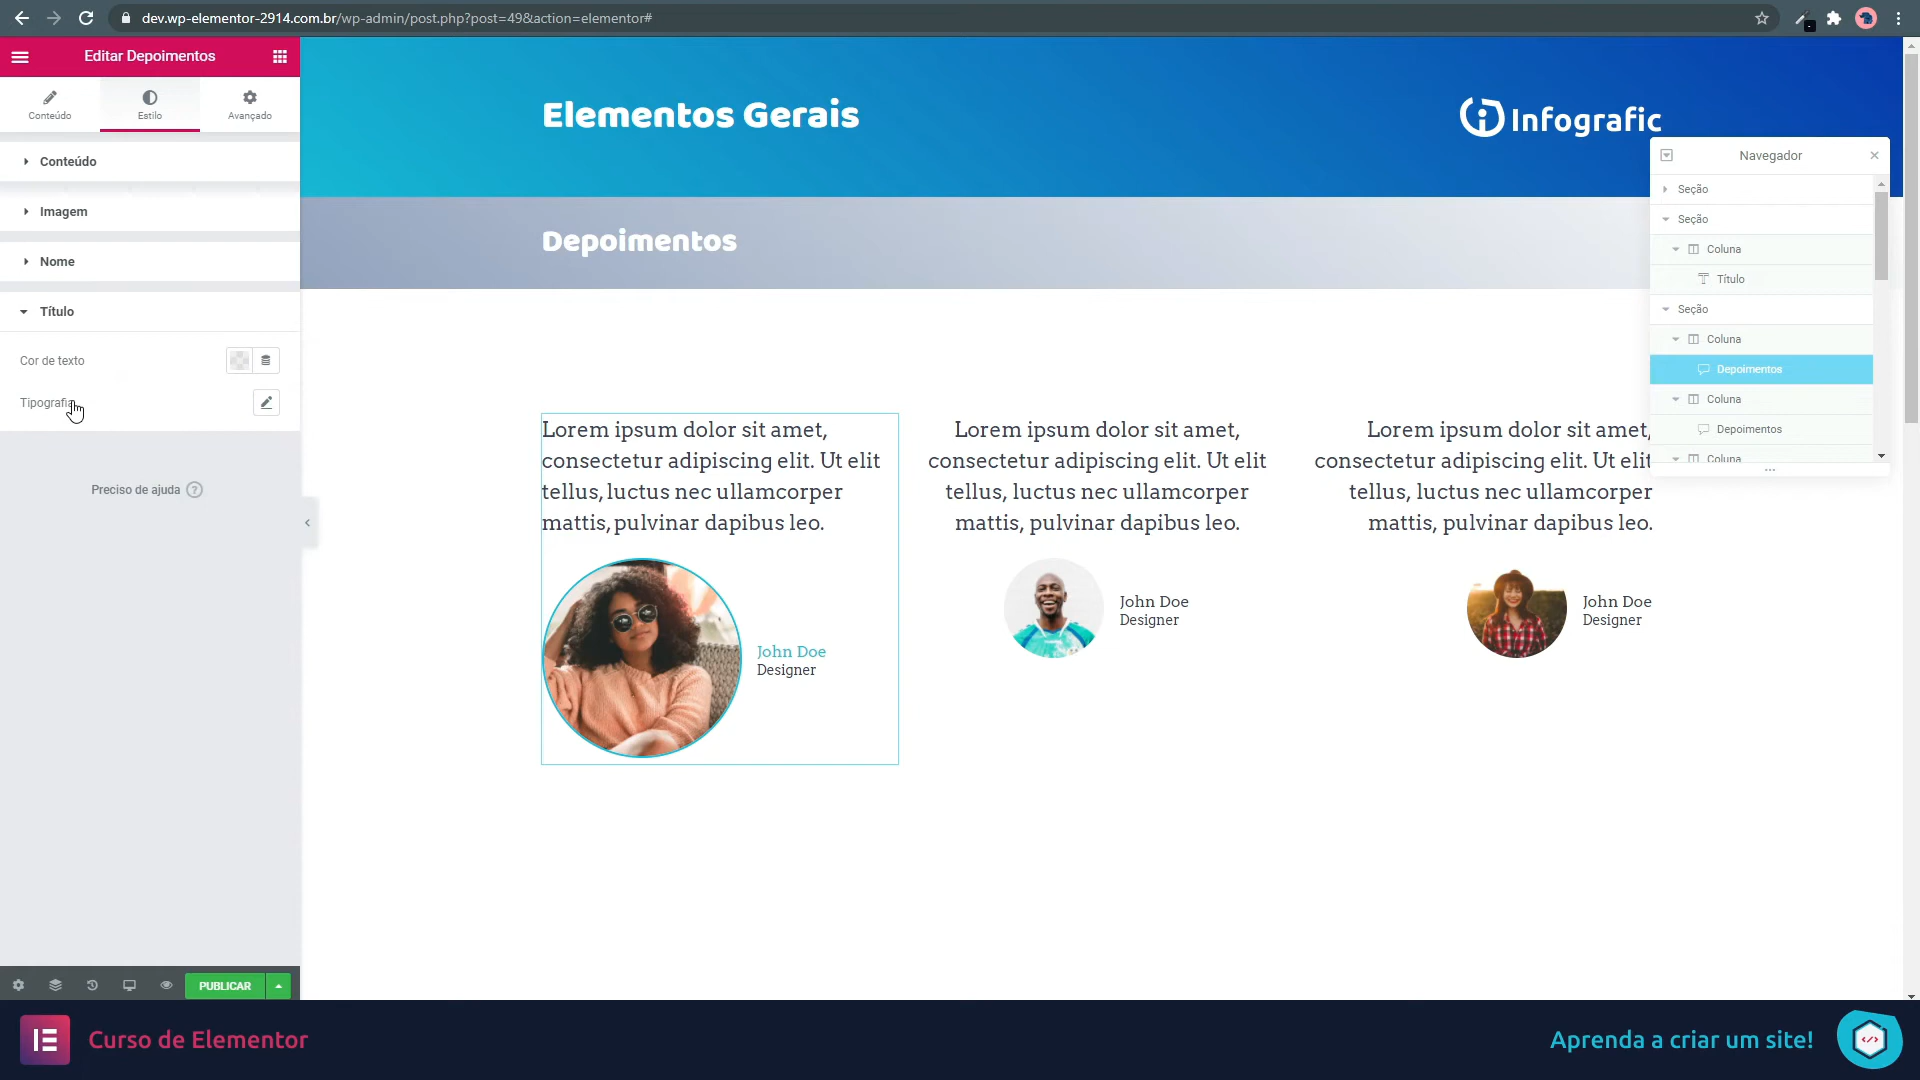 dev.wp-elementor-2914.com.br/wp-admin/post.php?post=49&action=elementor#
Editar Depoimentos
Conteúdo
Estilo
Avançado
Conteúdo
Imagem
Nome
Título
Cor de texto
Tipografia
Preciso de ajuda ?
PUBLICAR
Elementos Gerais
Infografic
Depoimentos
Lorem ipsum dolor sit amet,
consectetur adipiscing elit. Ut elit
tellus, luctus nec ullamcorper
mattis, pulvinar dapibus leo.
John Doe
Designer
Lorem ipsum dolor sit amet,
consectetur adipiscing elit. Ut elit
tellus, luctus nec ullamcorper
mattis, pulvinar dapibus leo.
John Doe
Designer
Lorem ipsum dolor sit amet,
consectetur adipiscing elit. Ut elit
tellus, luctus nec ullamcorper
mattis, pulvinar dapibus leo.
John Doe
Designer
Navegador
Seção
Seção
Coluna
Título
Seção
Coluna
Depoimentos
Coluna
Depoimentos
Coluna
Curso de Elementor
Aprenda a criar um site!